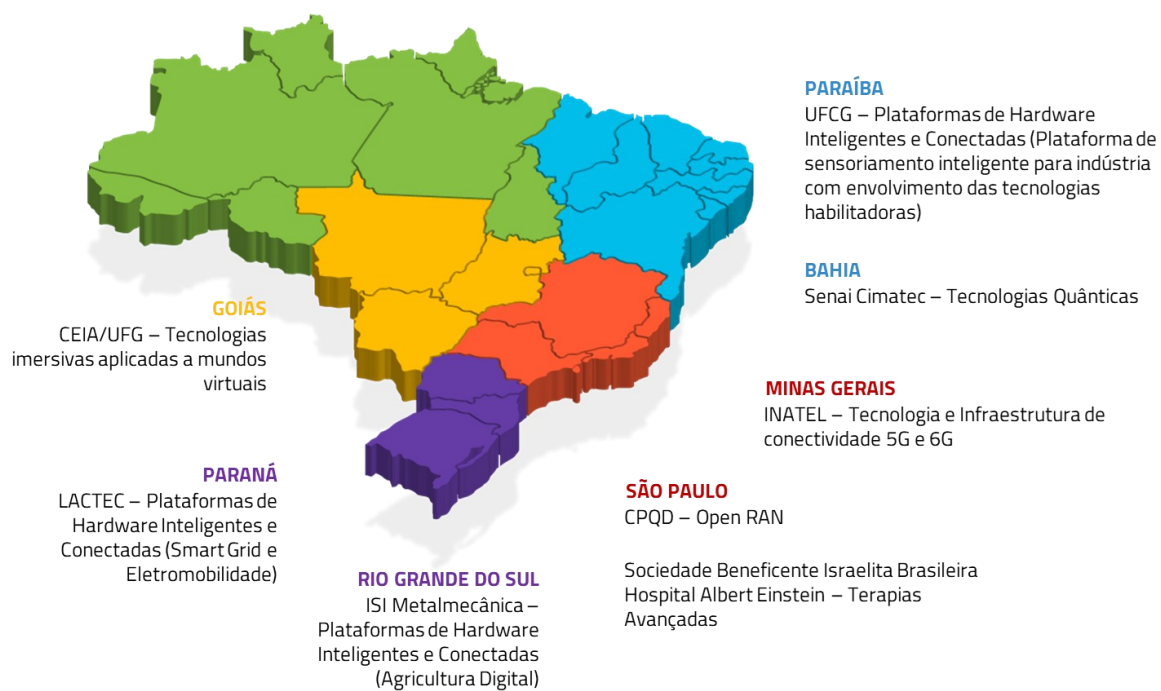 PARAÍBA
UFCG – Plataformas de Hardware
Inteligentes e Conectadas (Plataforma de
sensoriamento inteligente para indústria
com envolvimento das tecnologias
habilitadoras)
BAHIA
Senai Cimatec – Tecnologias Quânticas
GOIÁS
CEIA/UFG – Tecnologias
imersivas aplicadas a mundos
virtuais
MINAS GERAIS
INATEL – Tecnologia e Infraestrutura de
conectividade 5G e 6G
PARANÁ
LACTEC – Plataformas de
Hardware Inteligentes e
Conectadas (Smart Grid e
Eletromobilidade)
SÃO PAULO
CPQD – Open RAN
Sociedade Beneficente Israelita Brasileira
Hospital Albert Einstein – Terapias
Avançadas
RIO GRANDE DO SUL
ISI Metalmecânica –
Plataformas de Hardware
Inteligentes e Conectadas
(Agricultura Digital)